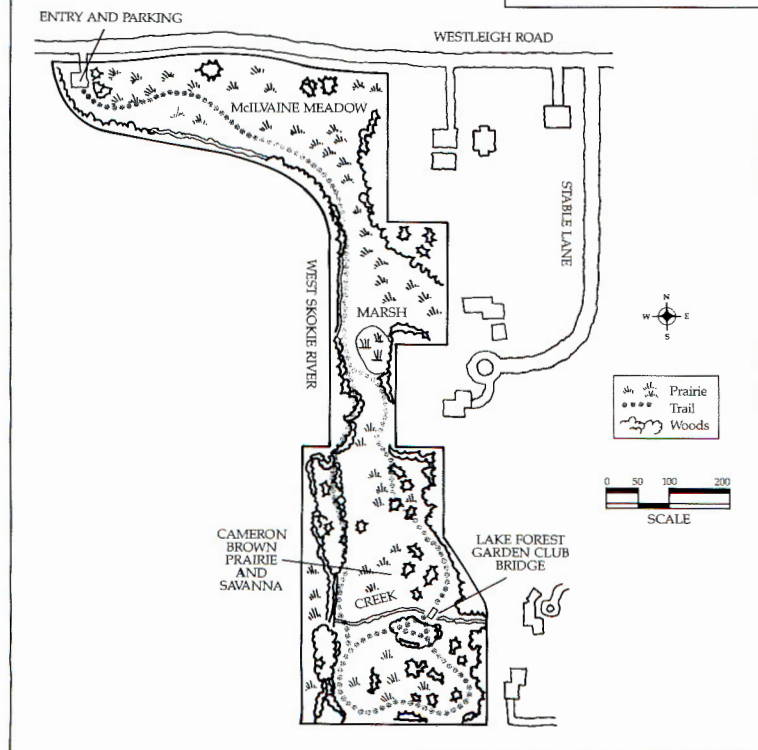 ENTRY AND PARKING
WESTLEIGH ROAD
McILVAINE MEADOW
STABLE LANE
WEST SKOKIE RIVER
MARSH
N
W E
S
Prairie
Trail
Woods
0 50 100 200
SCALE
CAMERON
BROWN
PRAIRIE
AND
SAVANNA
LAKE FOREST
GARDEN CLUB
BRIDGE
CREEK